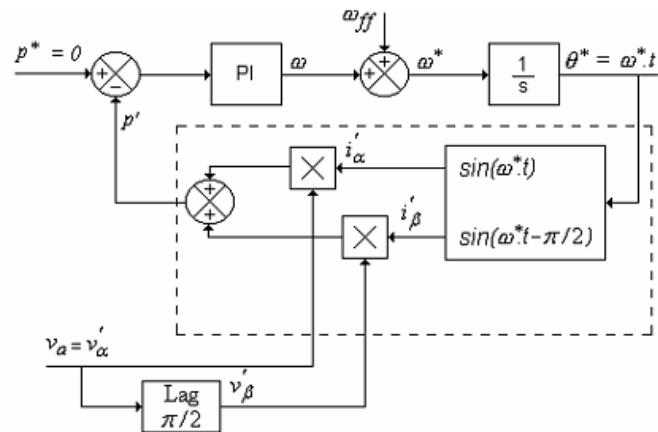 ω_ff
p* = 0
+
−
PI
ω
+
+
ω*
1/s
θ* = ω*.t
p'
i'_α
×
sin(ω*.t)
+
+
i'_β
×
sin(ω*.t-π/2)
v_a = v'_α
v'_β
Lag
π/2